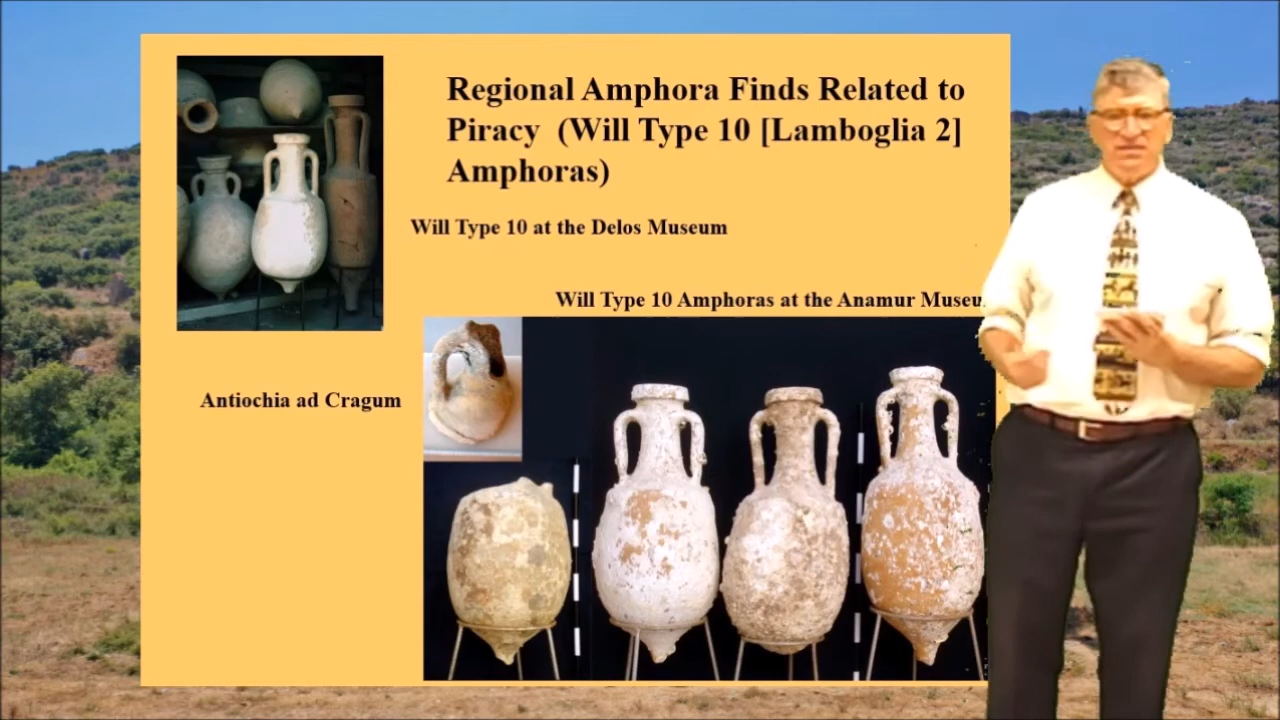 Regional Amphora Finds Related to
Piracy (Will Type 10 [Lamboglia 2]
Amphoras)
Will Type 10 at the Delos Museum
Will Type 10 Amphoras at the Anamur
Antiochia ad Cragum